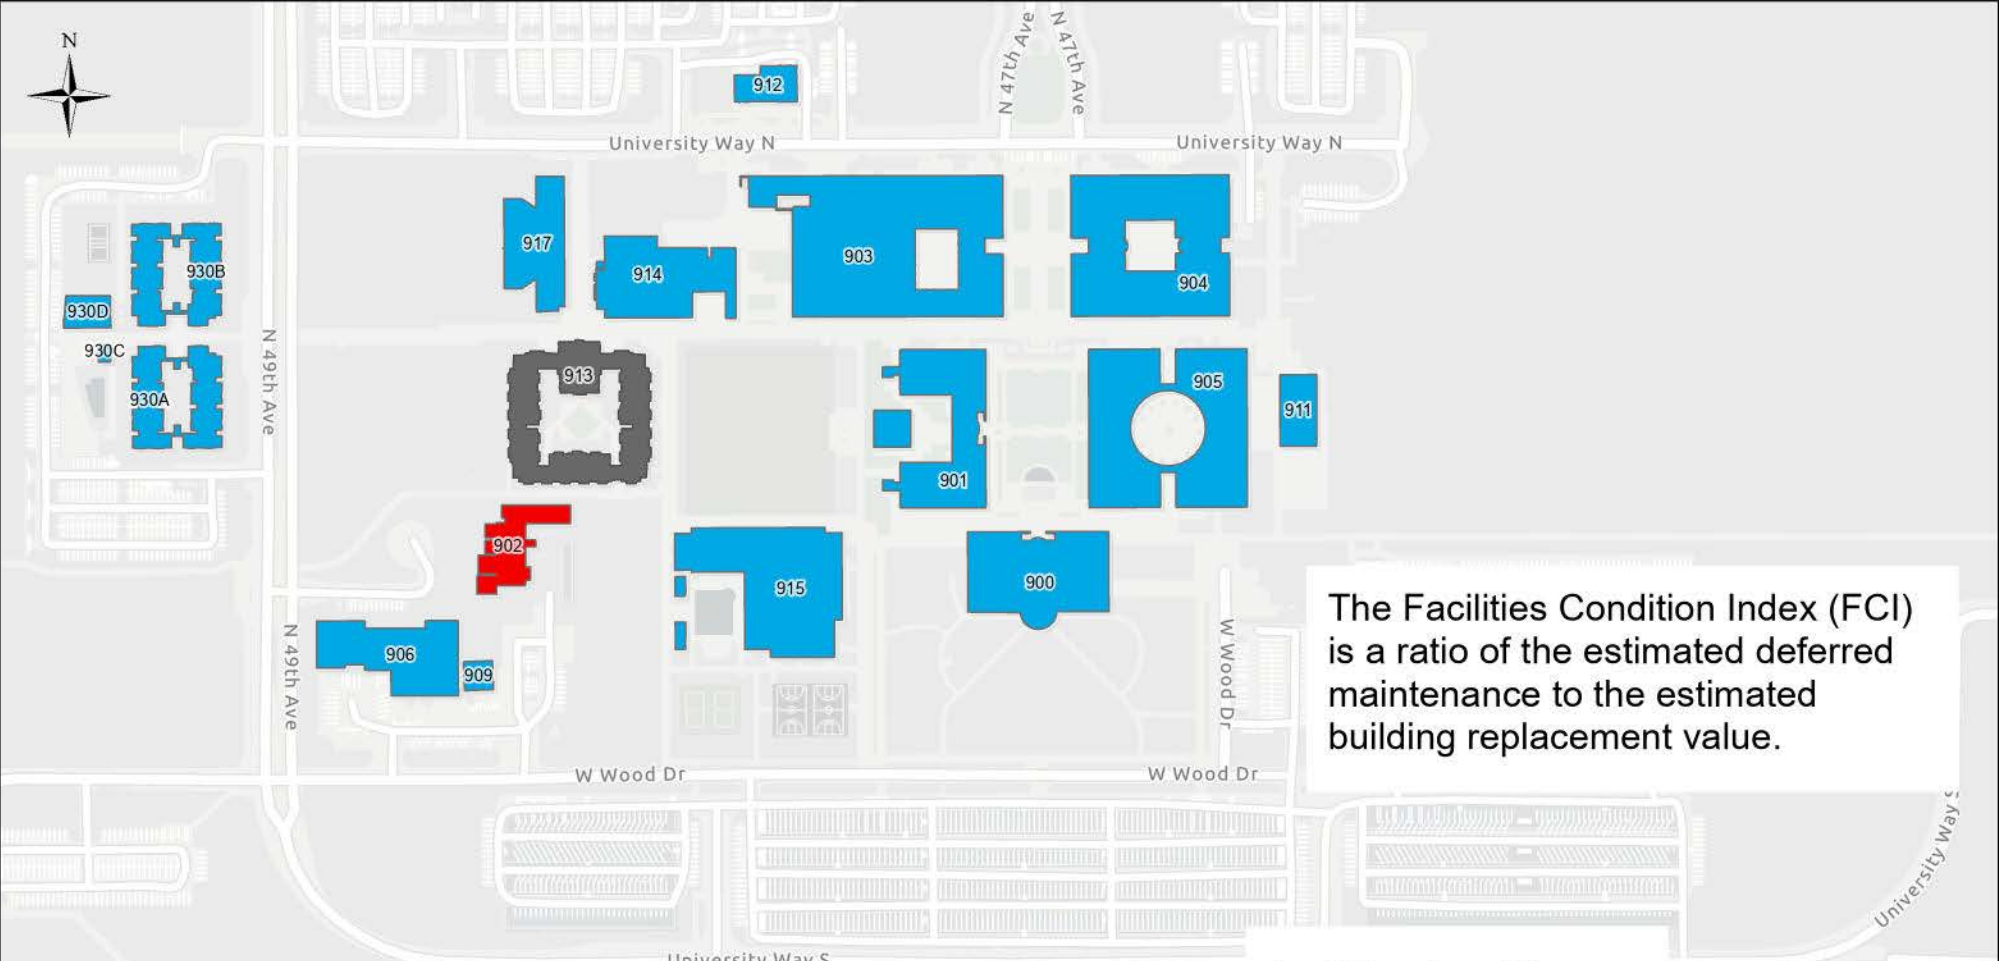 N
N 47th Ave
N 47th Ave
912
University Way N
University Way N
917
914
903
904
930B
930D
930C
930A
N 49th Ave
913
905
911
901
902
915
900
906
909
N 49th Ave
W Wood Dr
The Facilities Condition Index (FCI)
is a ratio of the estimated deferred
maintenance to the estimated
building replacement value.
W Wood Dr
W Wood Dr
University Way S
University Way S